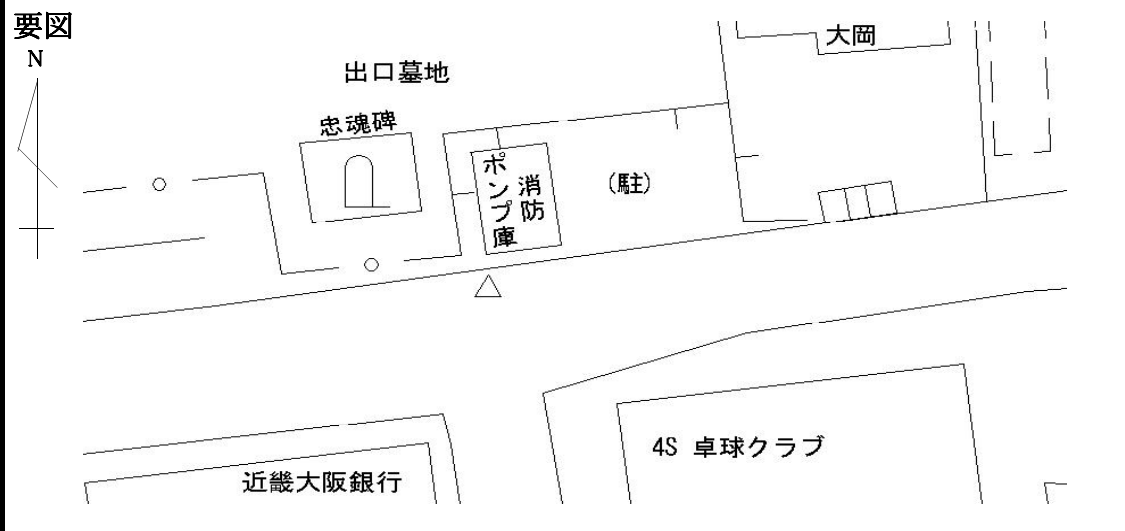 要図
N
大岡
出口墓地
忠魂碑
消防
ポンプ庫
(駐)
4S 卓球クラブ
近畿大阪銀行